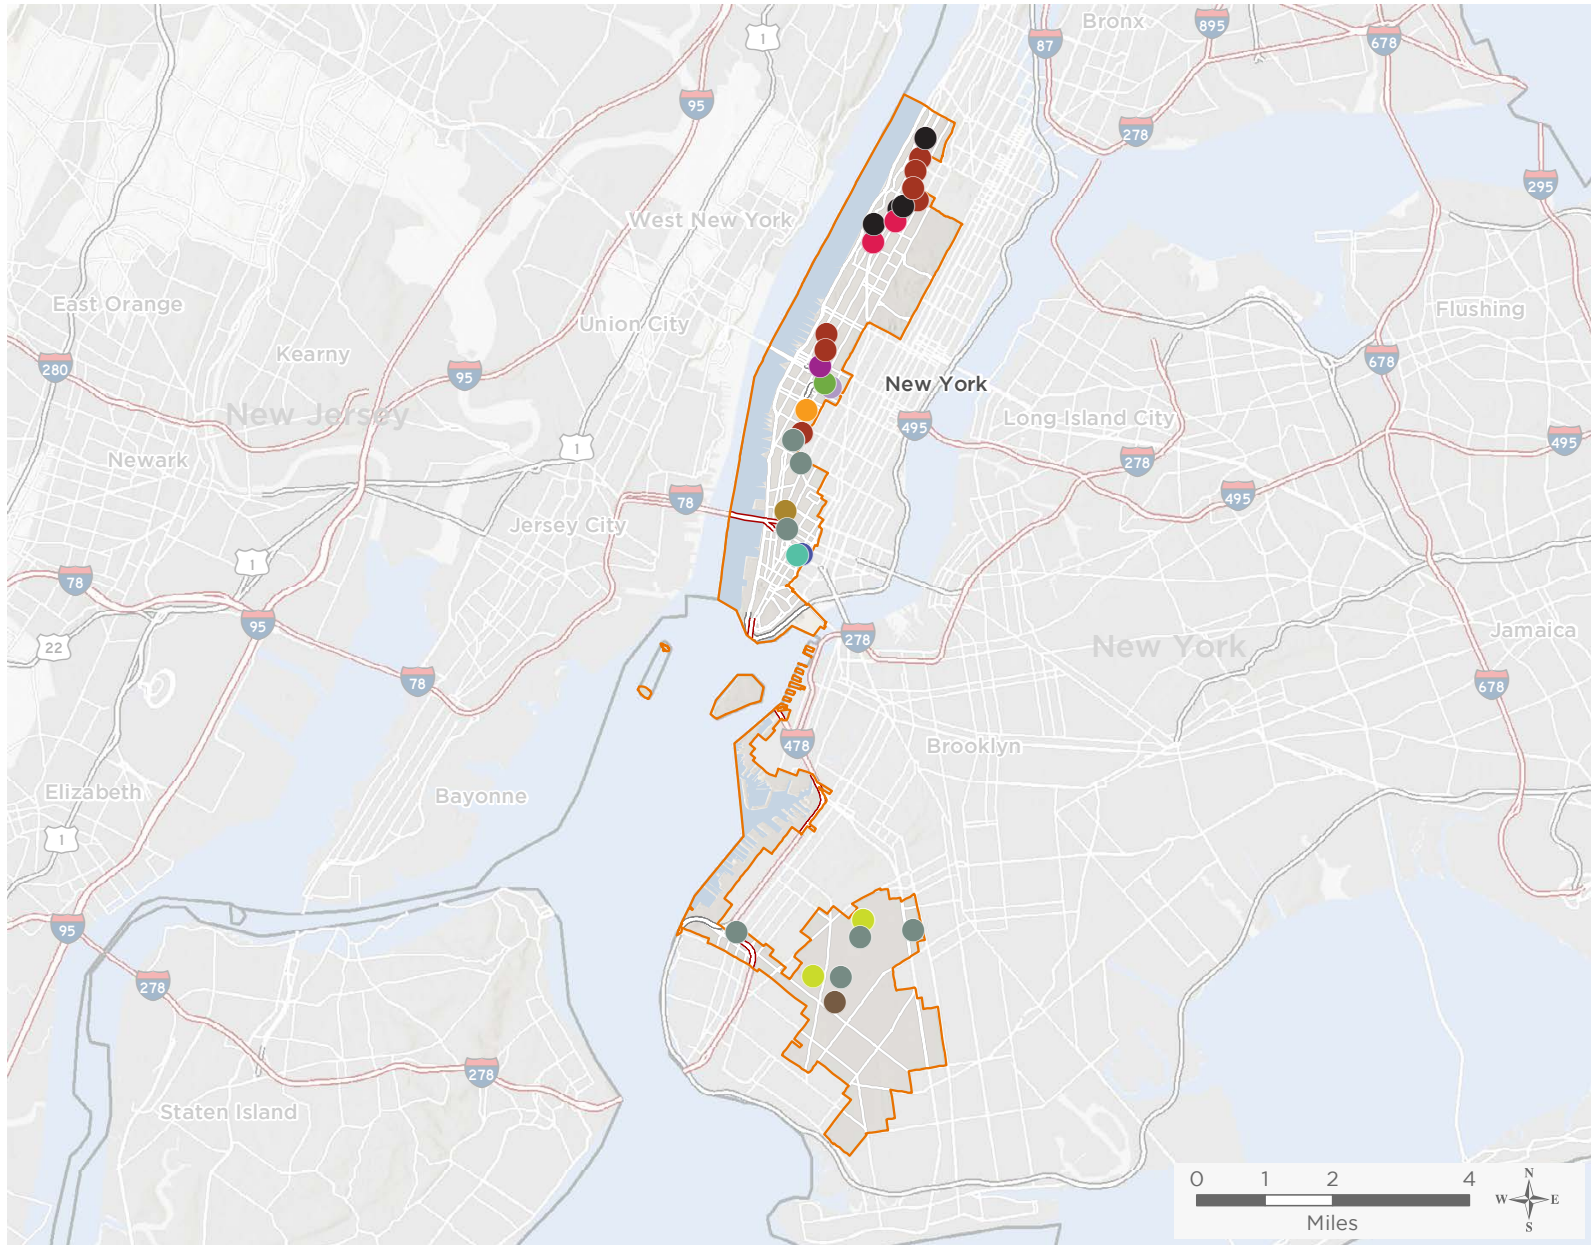 Bronx
895
1
87
678
95
278
295
West New York
East Orange
Flushing
Union City
Kearny
678
280
95
New York
New Jersey
Long Island City
495
495
1
Newark
278
495
78
Jersey City
1
78
95
278
Jamaica
22
New York
78
678
478
Brooklyn
Elizabeth
Bayonne
1
95
278
278
Staten Island
0 1 2 4
Miles
N
W E
S